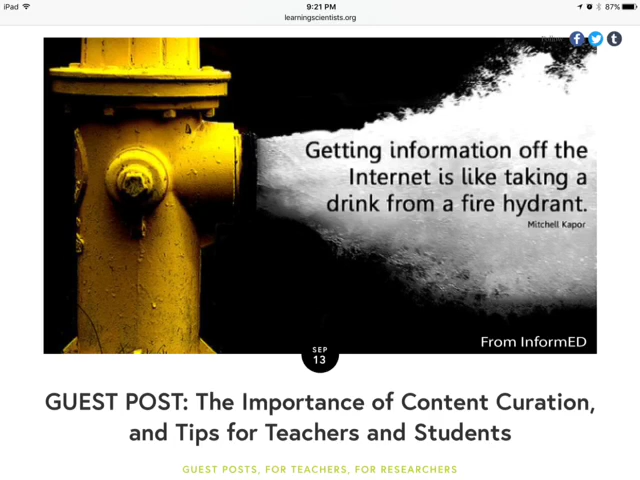 iPad 9:21 PM 87%
learningscientists.org
Follow
Getting information off the
Internet is like taking a
drink from a fire hydrant.
Mitchell Kapor
From InformED
SEP
13
GUEST POST: The Importance of Content Curation,
and Tips for Teachers and Students
GUEST POSTS, FOR TEACHERS, FOR RESEARCHERS